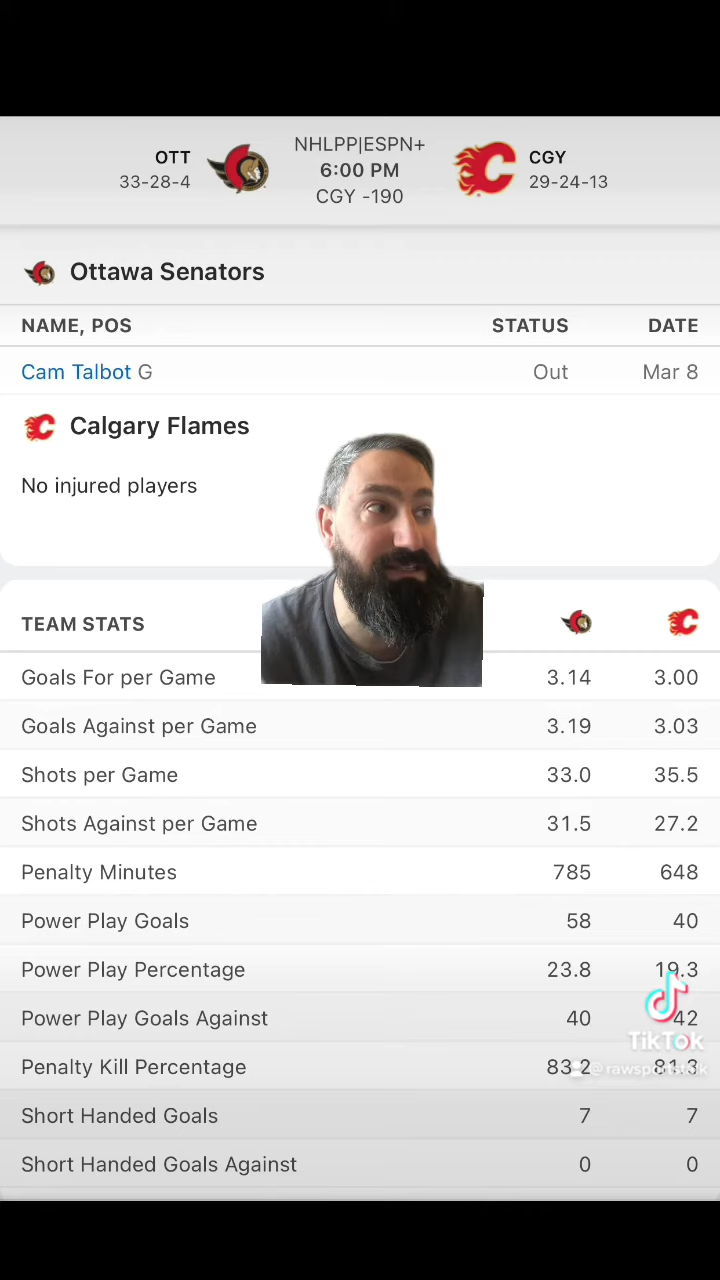 OTT
33-28-4
NHLPP|ESPN+
6:00 PM
CGY -190
CGY
29-24-13
Ottawa Senators
NAME, POS STATUS DATE
Cam Talbot G Out Mar 8
Calgary Flames
No injured players
TEAM STATS
Goals For per Game 3.14 3.00
Goals Against per Game 3.19 3.03
Shots per Game 33.0 35.5
Shots Against per Game 31.5 27.2
Penalty Minutes 785 648
Power Play Goals 58 40
Power Play Percentage 23.8 19.3
Power Play Goals Against 40 42
TikTok
Penalty Kill Percentage 83.2 81.3
@rawsportstalk
Short Handed Goals 7 7
Short Handed Goals Against 0 0